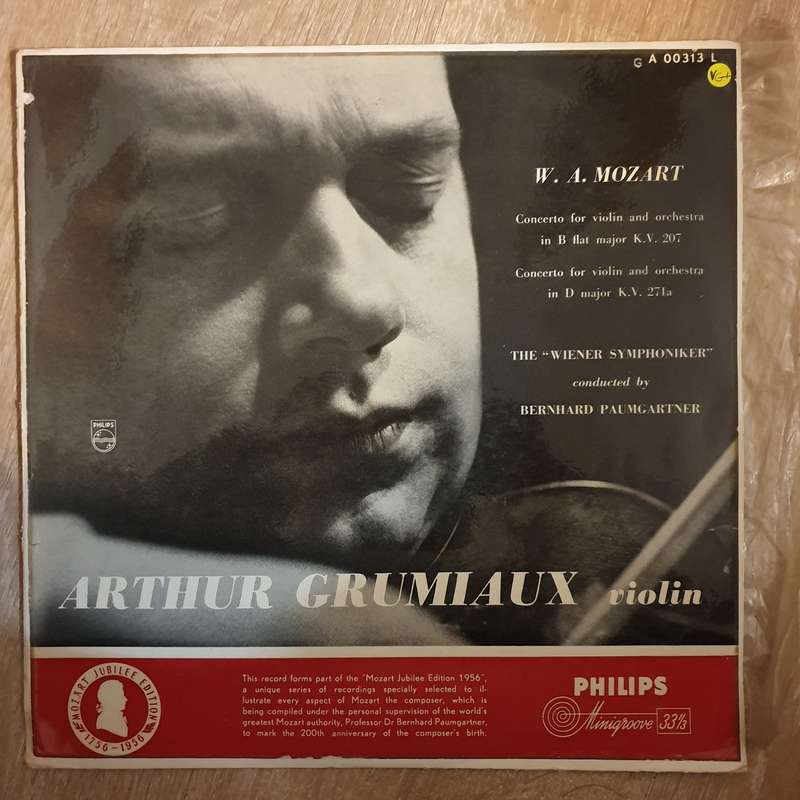 G A 00313 L
VG+
W. A. MOZART
Concerto for violin and orchestra
in B flat major K.V. 207
Concerto for violin and orchestra
in D major K.V. 271a
THE "WIENER SYMPHONIKER"
conducted by
BERNHARD PAUMGARTNER
PHILIPS
ARTHUR GRUMIAUX violin
MOZART JUBILEE EDITION
1756-1956
This record forms part of the "Mozart Jubilee Edition 1956",
a unique series of recordings specially selected to il-
lustrate every aspect of Mozart the composer, which is
being compiled under the personal supervision of the world's
greatest Mozart authority, Professor Dr Bernhard Paumgartner,
to mark the 200th anniversary of the composer's birth.
PHILIPS
Minigroove 33⅓